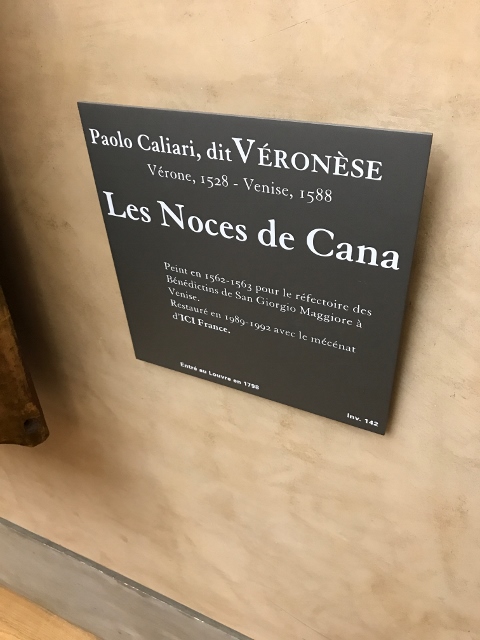 Paolo Caliari, dit VÉRONÈSE
Vérone, 1528 - Venise, 1588
Les Noces de Cana
Peint en 1562-1563 pour le réfectoire des
Bénédictins de San Giorgio Maggiore à
Venise.
Restauré en 1989-1992 avec le mécénat
d'ICI France.
Entré au Louvre en 1798
Inv. 142